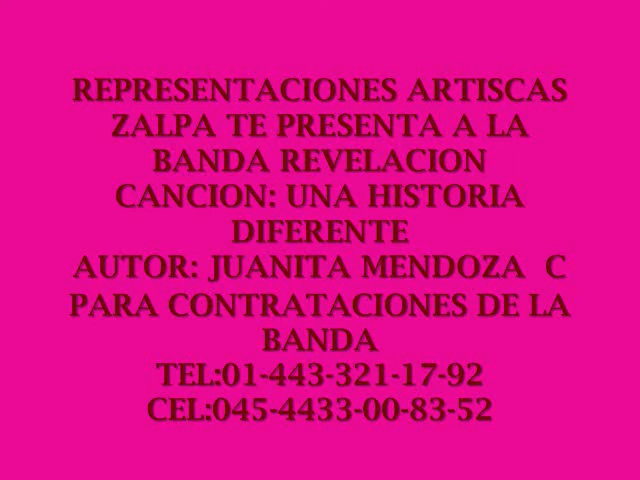 REPRESENTACIONES ARTISCAS
ZALPA TE PRESENTA A LA
BANDA REVELACION
CANCION: UNA HISTORIA
DIFERENTE
AUTOR: JUANITA MENDOZA  C
PARA CONTRATACIONES DE LA
BANDA
TEL:01-443-321-17-92
CEL:045-4433-00-83-52